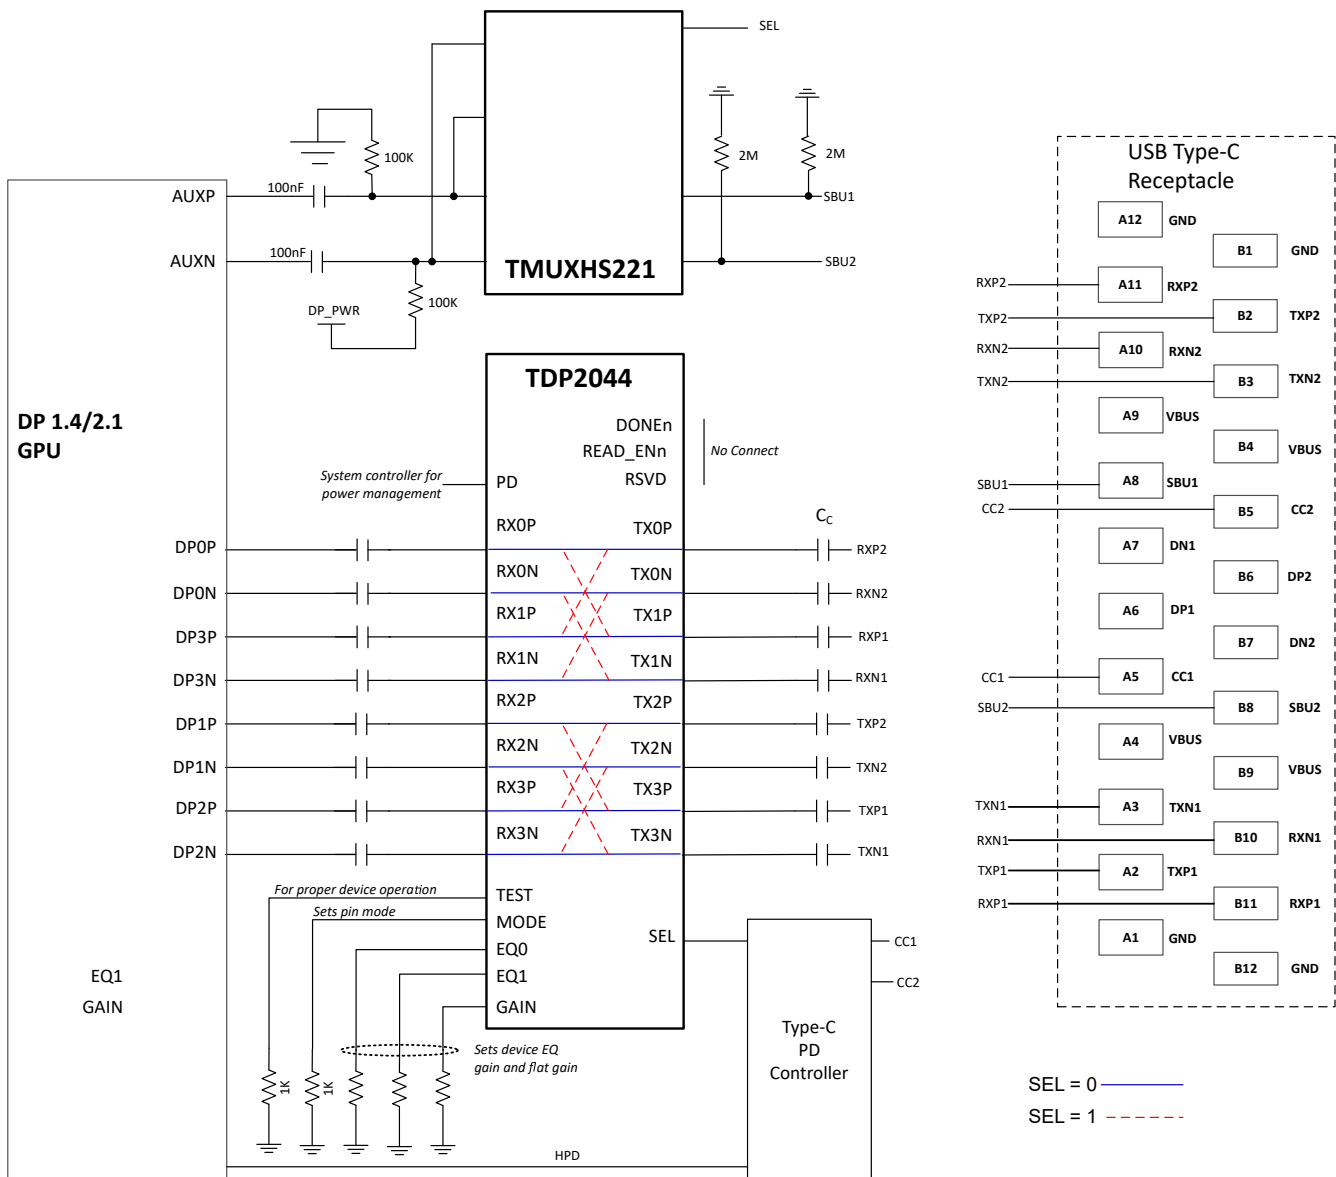 SEL
100K
2M
2M
AUXP
100nF
SBU1
AUXN
100nF
SBU2
TMUXHS221
DP_PWR
100K
USB Type-C
Receptacle
A12 GND
B1 GND
RXP2 A11 RXP2
TXP2 B2 TXP2
RXN2 A10 RXN2
TXN2 B3 TXN2
A9 VBUS
B4 VBUS
SBU1 A8 SBU1
CC2 B5 CC2
A7 DN1
B6 DP2
A6 DP1
B7 DN2
CC1 A5 CC1
SBU2 B8 SBU2
A4 VBUS
B9 VBUS
TXN1 A3 TXN1
RXN1 B10 RXN1
TXP1 A2 TXP1
RXP1 B11 RXP1
A1 GND
B12 GND
DP 1.4/2.1
GPU
TDP2044
DONEn
READ_ENn
RSVD
No Connect
System controller for
power management
PD
CC
DP0P RX0P TX0P RXP2
DP0N RX0N TX0N RXN2
DP3P RX1P TX1P RXP1
DP3N RX1N TX1N RXN1
DP1P RX2P TX2P TXP2
DP1N RX2N TX2N TXN2
DP2P RX3P TX3P TXP1
DP2N RX3N TX3N TXN1
For proper device operation
TEST
Sets pin mode
MODE
EQ0
EQ1
GAIN
SEL
EQ1
GAIN
CC1
CC2
Type-C
PD
Controller
Sets device EQ
gain and flat gain
1K
1K
HPD
SEL = 0
SEL = 1